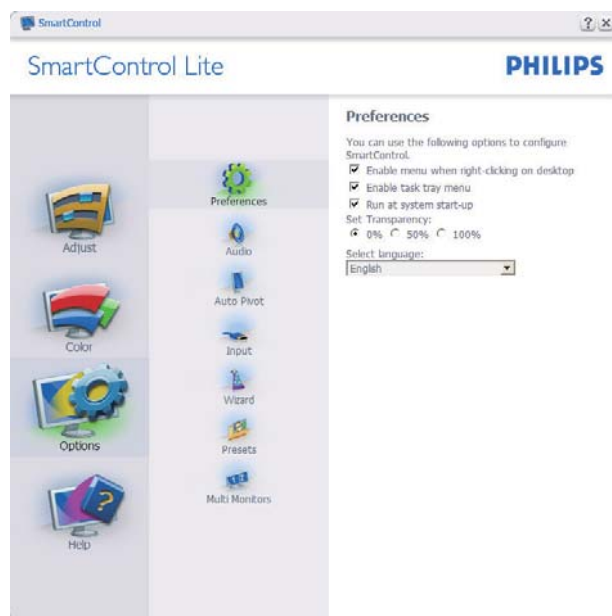 SmartControl
SmartControl Lite
PHILIPS
Adjust
Color
Options
Help
Preferences
Audio
Auto Pivot
Input
Wizard
Presets
Multi Monitors
Preferences
You can use the following options to configure
SmartControl.
Enable menu when right-clicking on desktop
Enable task tray menu
Run at system start-up
Set Transparency:
0% 50% 100%
Select language:
English